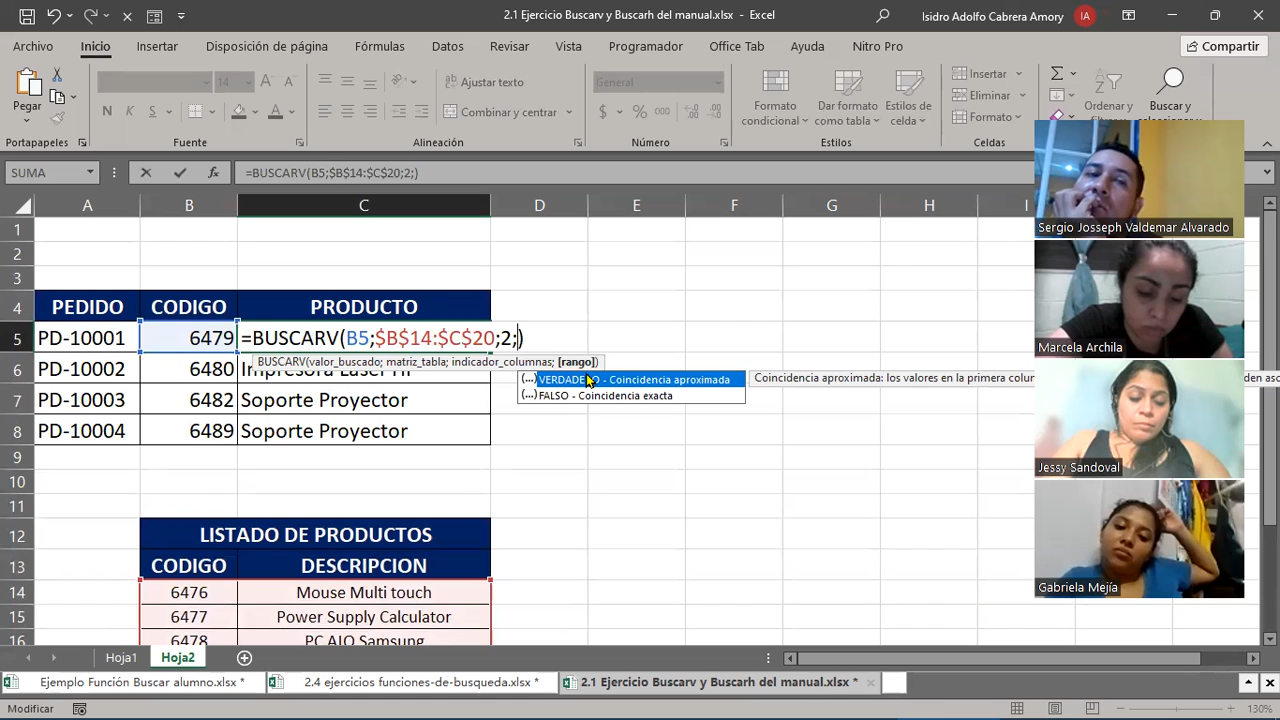 2.1 Ejercicio Buscarv y Buscarh del manual.xlsx - Excel
Isidro Adolfo Cabrera Amory
IA
Archivo Inicio Insertar Disposición de página Fórmulas Datos Revisar Vista Programador Office Tab Ayuda Nitro Pro
Compartir
Pegar
14
N K S
Ajustar texto
Combinar y centrar
General
$ % 000
Formato condicional
Dar formato como tabla
Estilos de celda
Insertar
Eliminar
Formato
Ordenar y
Buscar y
Portapapeles Fuente Alineación Número Estilos Celdas
SUMA
fx
=BUSCARV(B5;$B$14:$C$20;2;)
A B C D E F G H I
1
2
3
4 PEDIDO CODIGO PRODUCTO
5 PD-10001 6479 =BUSCARV(B5;$B$14:$C$20;2;)
BUSCARV(valor_buscado; matriz_tabla; indicador_columnas; [rango])
6 PD-10002 6480
(...) VERDADERO - Coincidencia aproximada
Coincidencia aproximada: los valores en la primera colum
(...) FALSO - Coincidencia exacta
7 PD-10003 6482 Soporte Proyector
8 PD-10004 6489 Soporte Proyector
9
10
11
12 LISTADO DE PRODUCTOS
13 CODIGO DESCRIPCION
14 6476 Mouse Multi touch
15 6477 Power Supply Calculator
16 6478 PC AIO Samsung
Sergio Josseph Valdemar Alvarado
Marcela Archila
Jessy Sandoval
Gabriela Mejía
Hoja1 Hoja2
Ejemplo Función Buscar alumno.xlsx *
2.4 ejercicios funciones-de-busqueda.xlsx *
2.1 Ejercicio Buscarv y Buscarh del manual.xlsx *
Modificar
130%